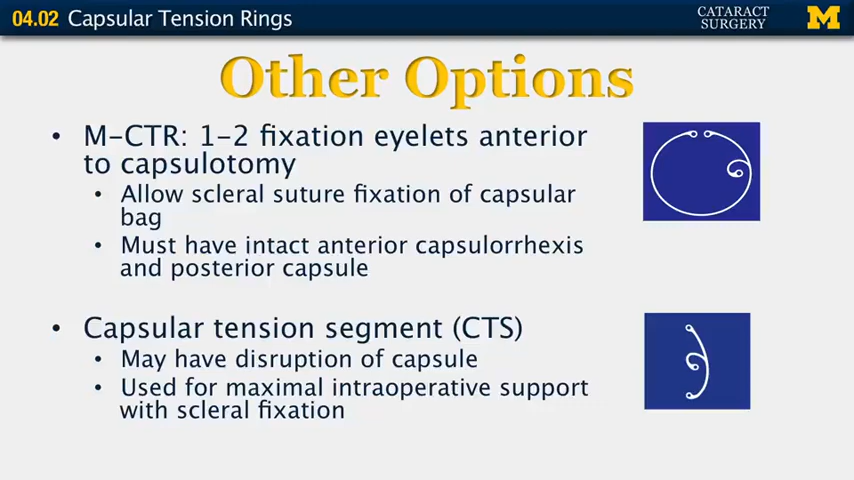 04.02 Capsular Tension Rings
CATARACT
SURGERY
M
Other Options
• M-CTR: 1-2 fixation eyelets anterior
to capsulotomy
• Allow scleral suture fixation of capsular
bag
• Must have intact anterior capsulorrhexis
and posterior capsule
• Capsular tension segment (CTS)
• May have disruption of capsule
• Used for maximal intraoperative support
with scleral fixation